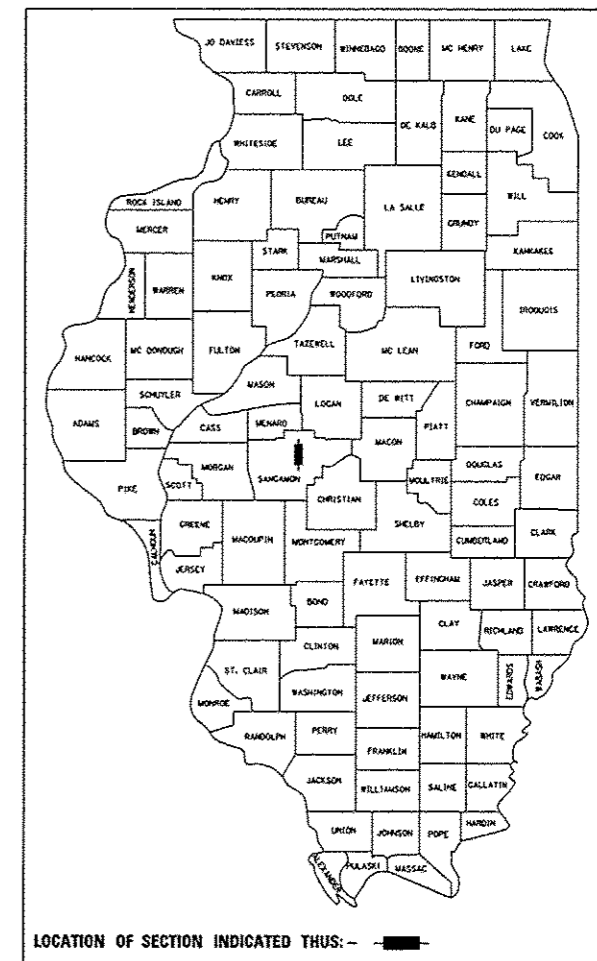 JO DAVIESS STEVENSON WINNEBAGO BOONE MC HENRY LAKE
CARROLL OGLE DE KALB KANE DU PAGE COOK
WHITESIDE LEE KENDALL WILL
ROCK ISLAND HENRY BUREAU LA SALLE GRUNDY
MERCER PUTNAM KANKAKEE
STARK MARSHALL
HENDERSON WARREN KNOX PEORIA WOODFORD LIVINGSTON IROQUOIS
HANCOCK MC DONOUGH FULTON TAZEWELL MC LEAN FORD
SCHUYLER MASON LOGAN DE WITT CHAMPAIGN VERMILION
ADAMS BROWN CASS MENARD MACON PIATT
PIKE SCOTT MORGAN SANGAMON CHRISTIAN MOULTRIE DOUGLAS EDGAR
COLES
CALHOUN GREENE MACOUPIN MONTGOMERY SHELBY CUMBERLAND CLARK
JERSEY FAYETTE EFFINGHAM JASPER CRAWFORD
MADISON BOND CLAY RICHLAND LAWRENCE
CLINTON MARION
ST. CLAIR WASHINGTON JEFFERSON WAYNE EDWARDS WABASH
MONROE
RANDOLPH PERRY FRANKLIN HAMILTON WHITE
JACKSON WILLIAMSON SALINE GALLATIN
UNION JOHNSON POPE HARDIN
ALEXANDER PULASKI MASSAC
LOCATION OF SECTION INDICATED THUS:-